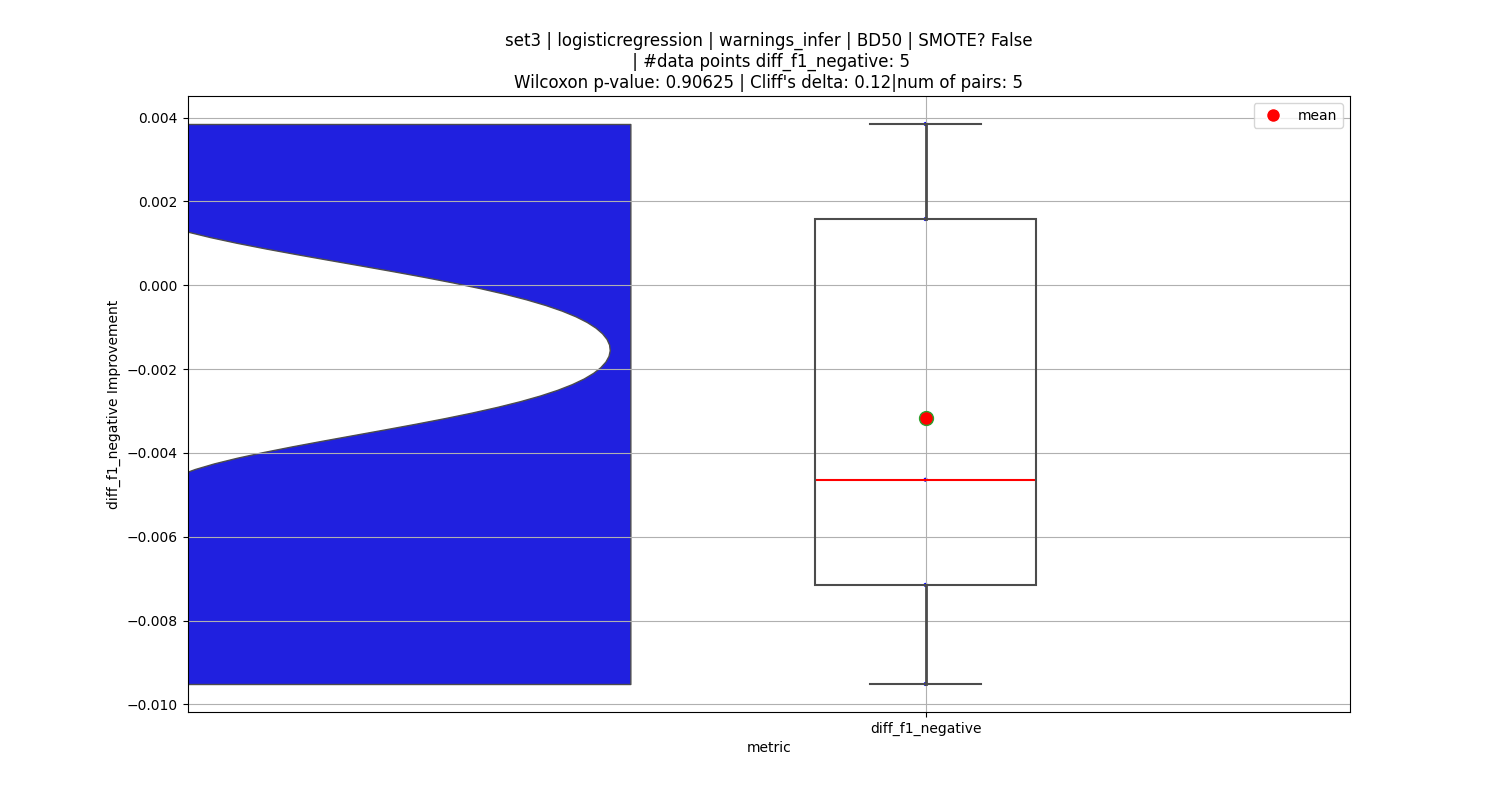 set3 | logisticregression | warnings_infer | BD50 | SMOTE? False
| #data points diff_f1_negative: 5
Wilcoxon p-value: 0.90625 | Cliff's delta: 0.12|num of pairs: 5
mean
0.004
0.002
0.000
−0.002
−0.004
−0.006
−0.008
−0.010
diff_f1_negative Improvement
diff_f1_negative
metric